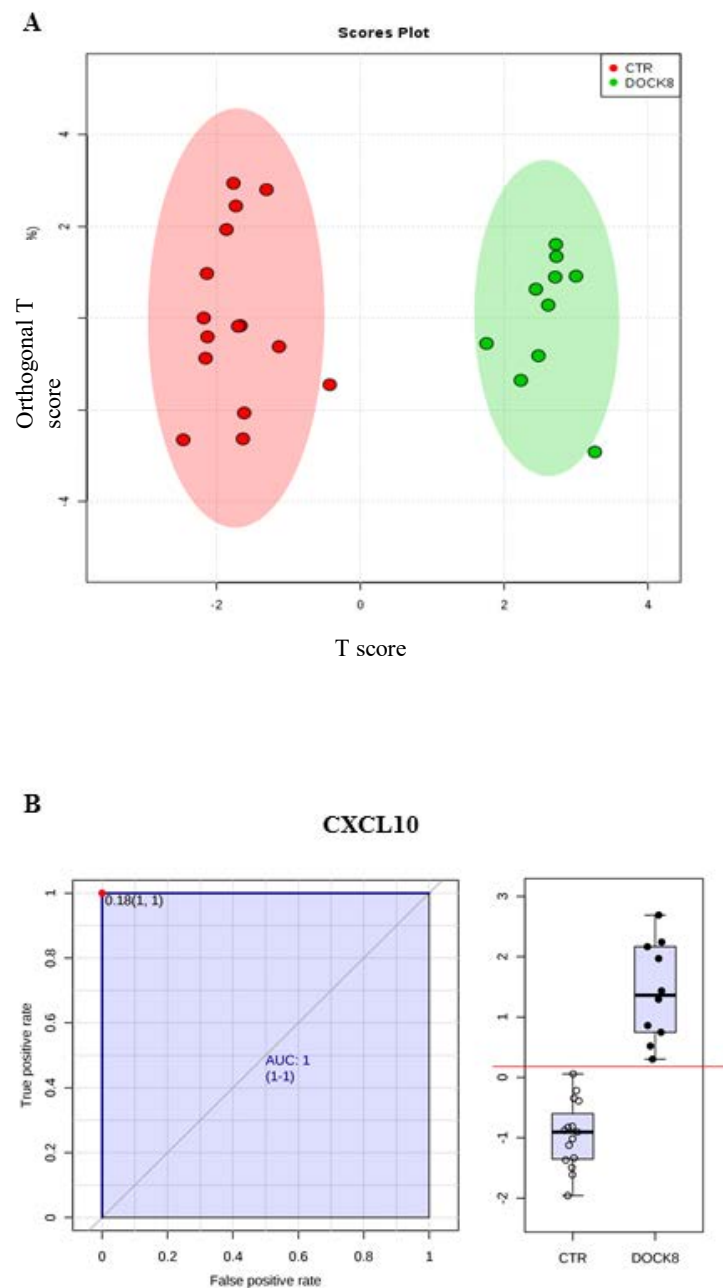 A
Scores Plot
CTR
DOCK8
4
2
%)
-4
Orthogonal T
score
-2
0
2
4
T score
B
CXCL10
1
0.8
0.6
0.4
0.2
0
True positive rate
0.18(1, 1)
AUC: 1
(1-1)
0
0.2
0.4
0.6
0.8
1
False positive rate
3
2
1
0
-1
-2
CTR
DOCK8